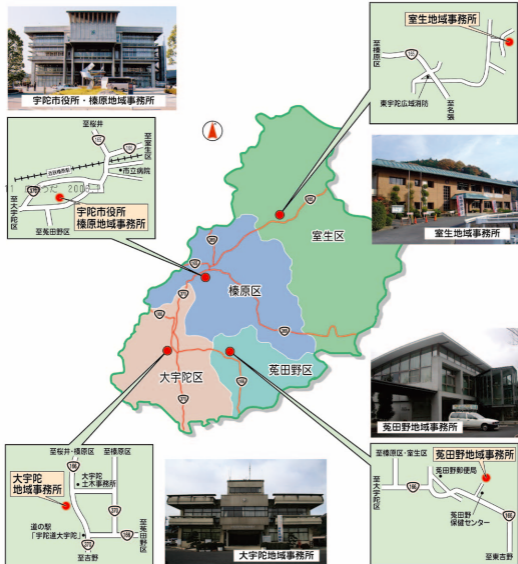 宇陀市役所・榛原地域事務所
至桜井
至室生区
市立病院
至大宇陀区
至菟田野区
宇陀市役所
榛原地域事務所
室生地域事務所
至榛原区
東宇陀広域消防
至名張
室生地域事務所
室生区
榛原区
菟田野区
大宇陀区
菟田野地域事務所
至桜井・榛原区
至榛原区
166
大宇陀
土木事務所
大宇陀
地域事務所
370
道の駅
「宇陀道大宇陀」
370
166
至吉野
至菟田野区
大宇陀地域事務所
至榛原区・室生区
菟田野郵便局
菟田野地域事務所
至大宇陀区
166
菟田野
保健センター
166
至東吉野